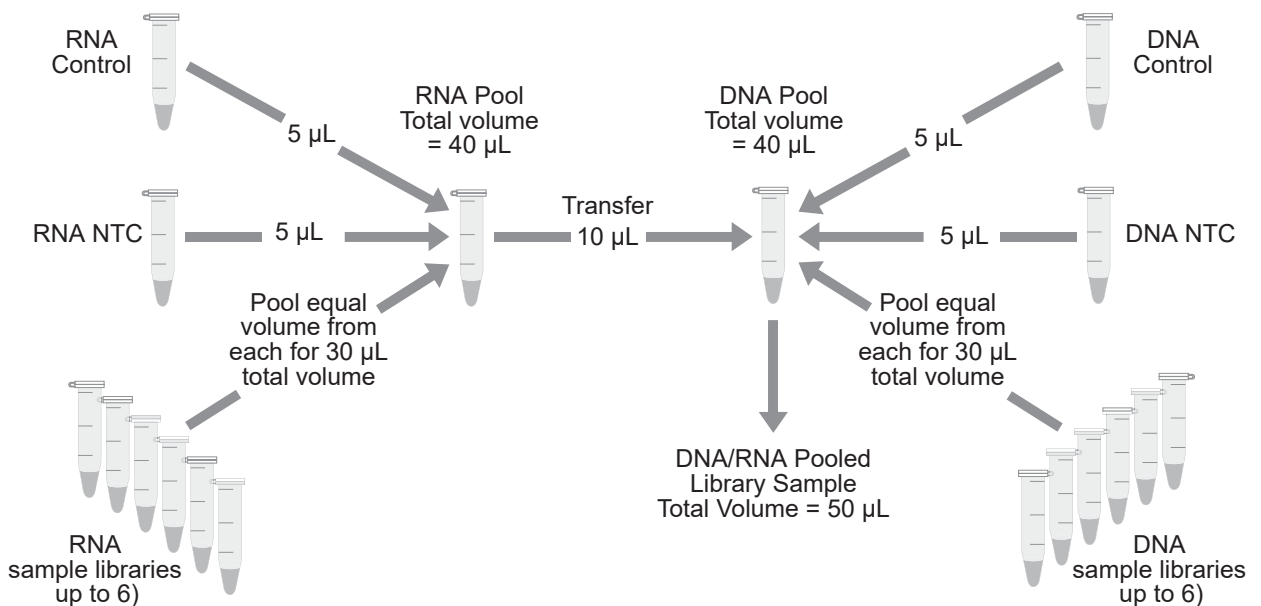 RNA
Control
DNA
Control
RNA Pool
Total volume
= 40 µL
DNA Pool
Total volume
= 40 µL
5 µL
5 µL
RNA NTC
5 µL
Transfer
10 µL
5 µL
DNA NTC
Pool equal
volume from
each for 30 µL
total volume
Pool equal
volume from
each for 30 µL
total volume
DNA/RNA Pooled
Library Sample
Total Volume = 50 µL
RNA
sample libraries
up to 6)
DNA
sample libraries
up to 6)